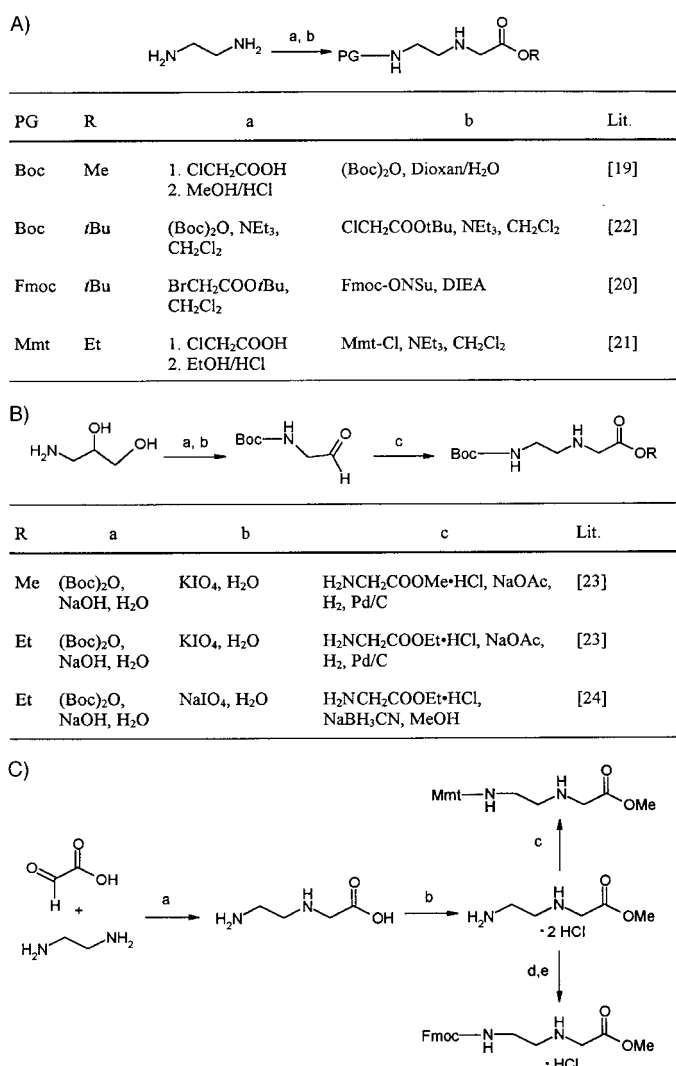 A)
H₂N NH₂ a, b PG N H H N O OR
PG R a b Lit.
Boc Me 1. ClCH₂COOH (Boc)₂O, Dioxan/H₂O [19]
2. MeOH/HCl
Boc tBu (Boc)₂O, NEt₃, ClCH₂COOtBu, NEt₃, CH₂Cl₂ [22]
CH₂Cl₂
Fmoc tBu BrCH₂COOtBu, Fmoc-ONSu, DIEA [20]
CH₂Cl₂
Mmt Et 1. ClCH₂COOH Mmt-Cl, NEt₃, CH₂Cl₂ [21]
2. EtOH/HCl
B)
H₂N OH OH a, b Boc H N O H c Boc N H H N O OR
R a b c Lit.
Me (Boc)₂O, KIO₄, H₂O H₂NCH₂COOMe•HCl, NaOAc, [23]
NaOH, H₂O H₂, Pd/C
Et (Boc)₂O, KIO₄, H₂O H₂NCH₂COOEt•HCl, NaOAc, [23]
NaOH, H₂O H₂, Pd/C
Et (Boc)₂O, NaIO₄, H₂O H₂NCH₂COOEt•HCl, [24]
NaOH, H₂O NaBH₃CN, MeOH
C)
Mmt N H H N O OMe
c
O O OH H
+
H₂N NH₂
a
H₂N H N O OH
b
H₂N H N O OMe
• 2 HCl
d,e
Fmoc N H H N O OMe
• HCl